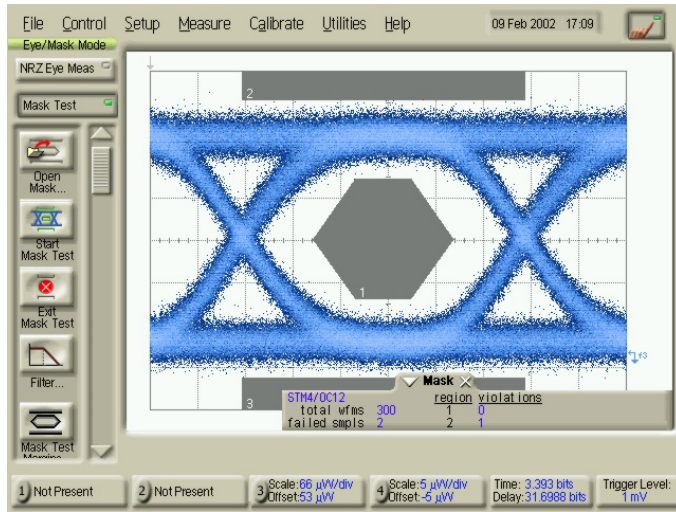 File Control Setup Measure Calibrate Utilities Help 09 Feb 2002 17:09
Eye/Mask Mode
NRZ Eye Meas
Mask Test
Open
Mask...
Start
Mask Test
Exit
Mask Test
Filter...
Mask Test
Margins...
2
1
3
f3
Mask
STM4/OC12 region violations
total wfms 300 1 0
failed smpls 2 2 1
1 Not Present
2 Not Present
3 Scale:66 µW/div
Offset:53 µW
4 Scale:5 µW/div
Offset:-5 µW
Time: 3.393 bits
Delay:31.6988 bits
Trigger Level:
1 mV